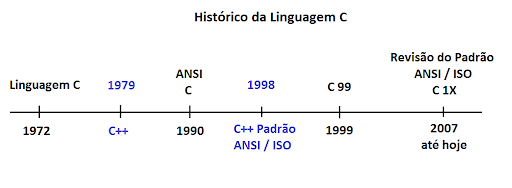 Histórico da Linguagem C
Linguagem C
1972
1979
C++
ANSI
C
1990
1998
C++ Padrão
ANSI / ISO
C 99
1999
Revisão do Padrão
ANSI / ISO
C 1X
2007
até hoje